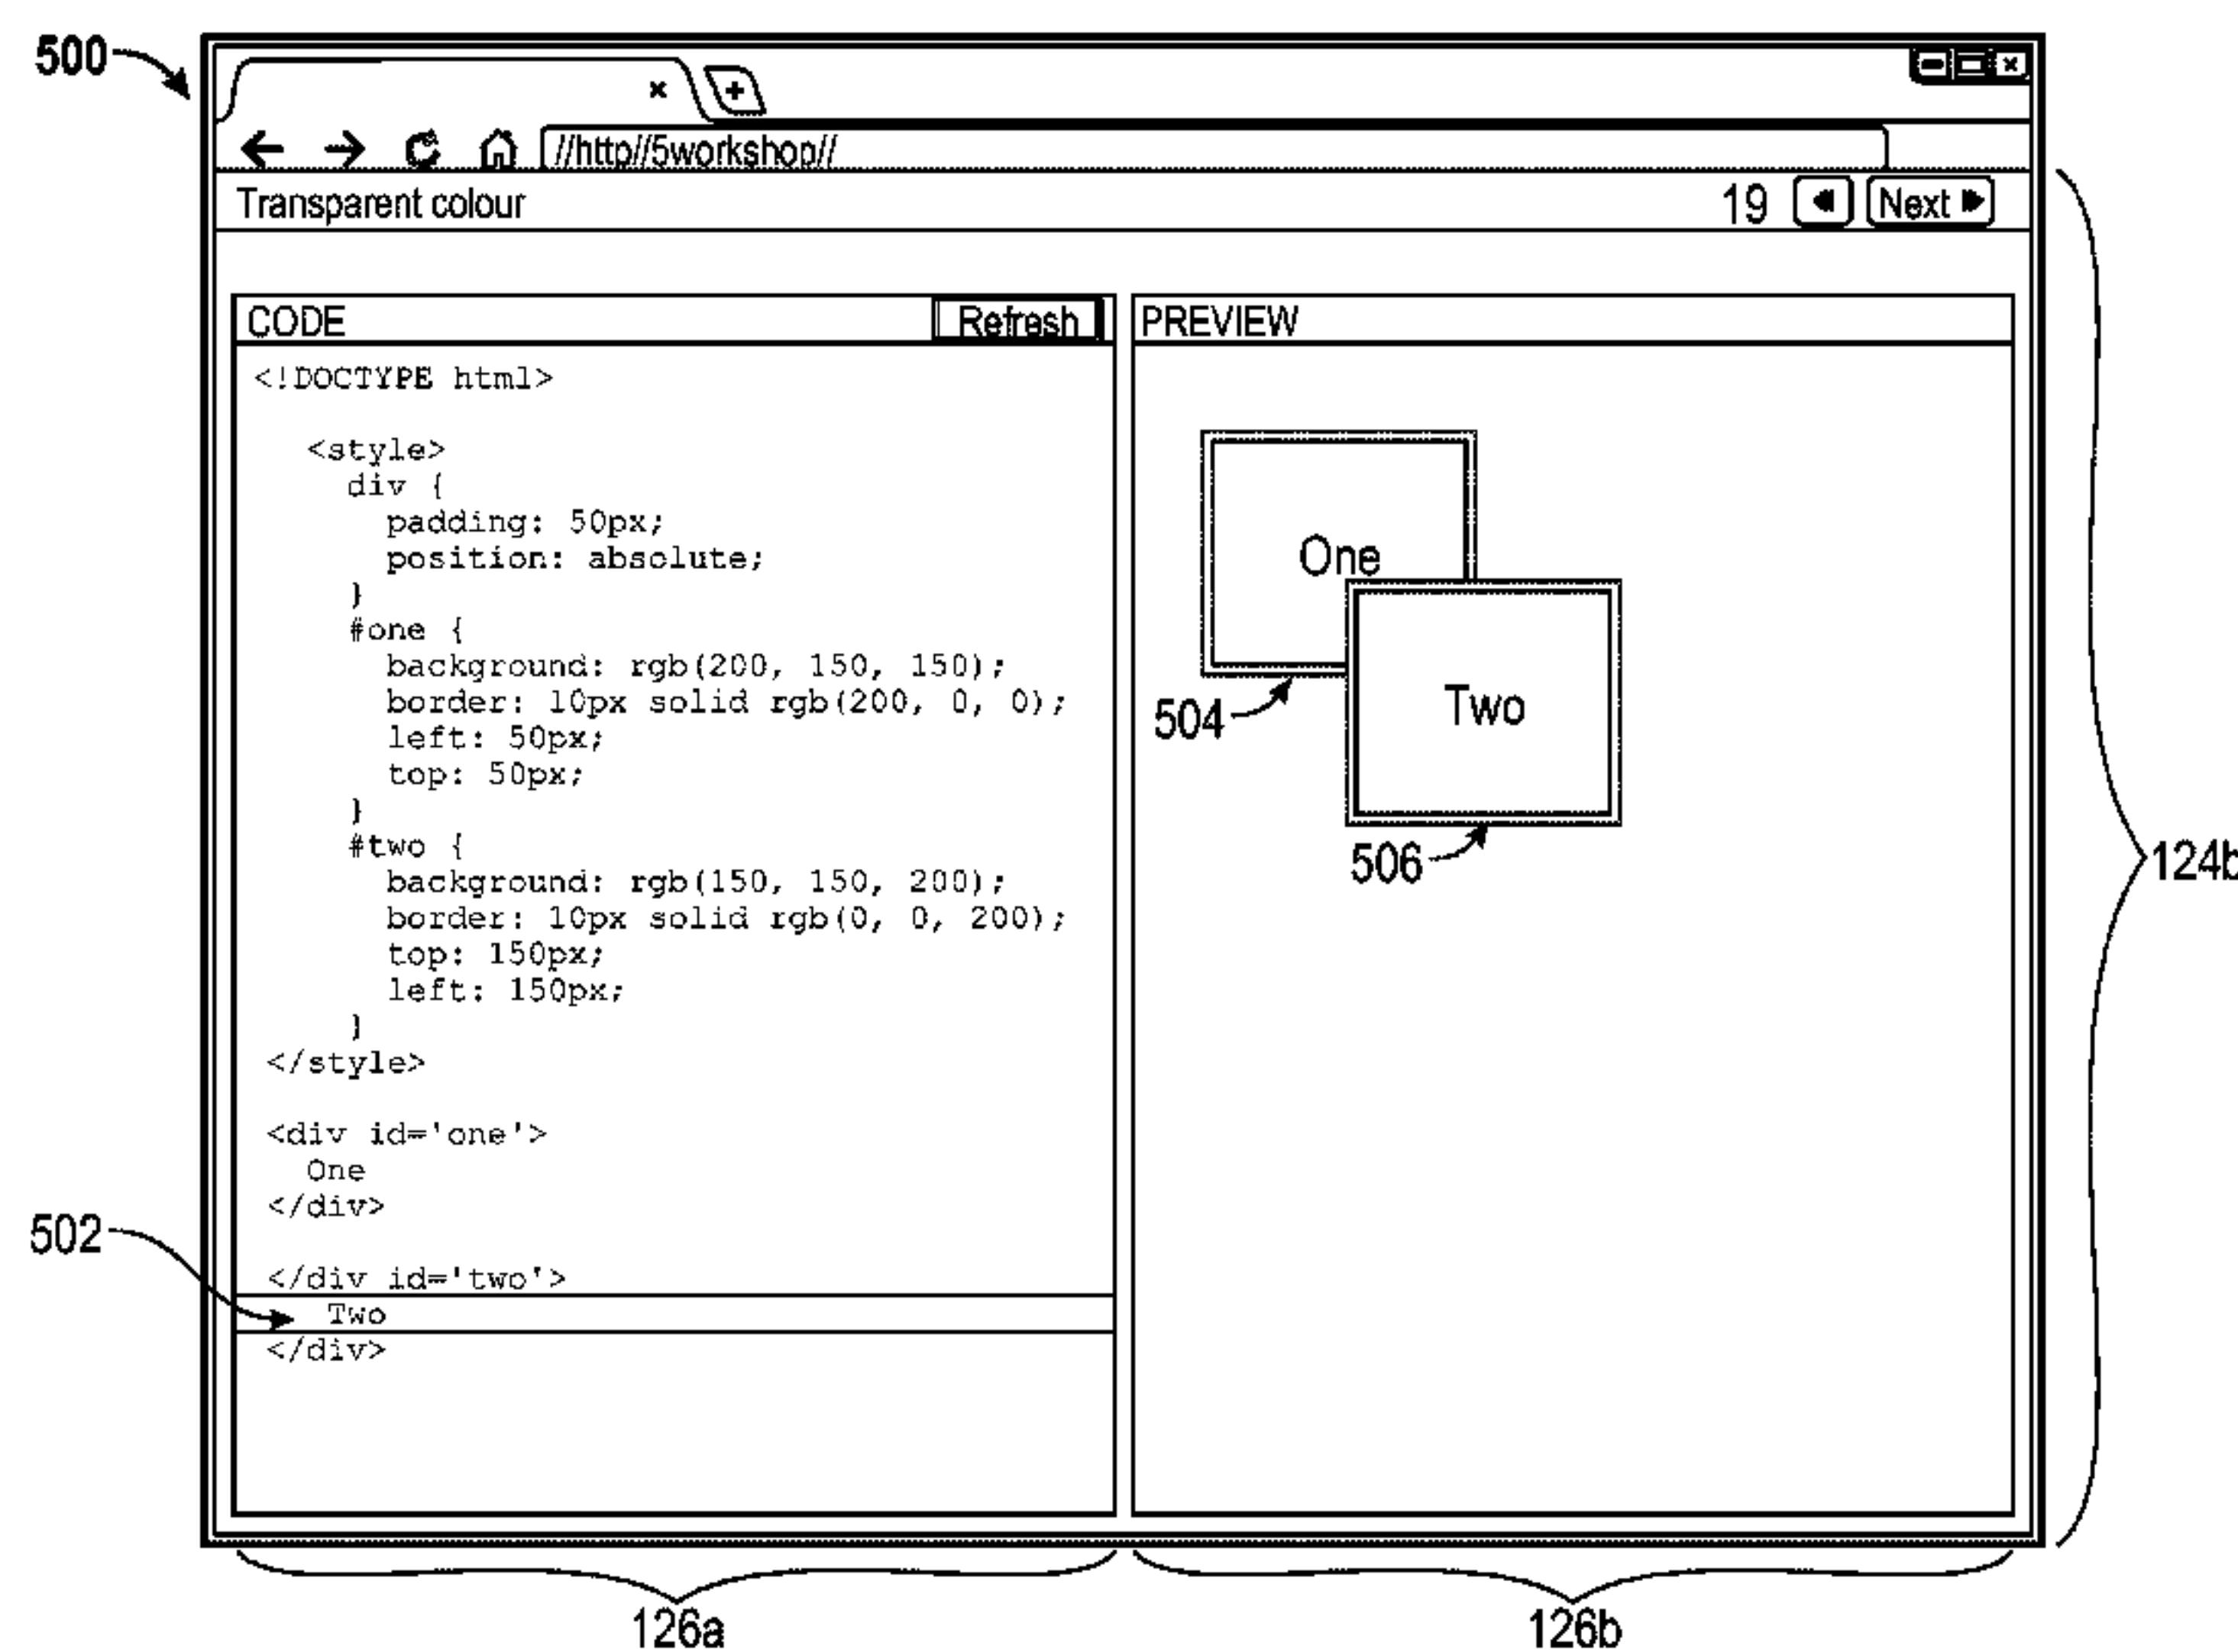 500
x +
//http//5workshop//
Transparent colour 19 Next
CODE Refresh PREVIEW
<!DOCTYPE html>
<style>
div {
padding: 50px;
position: absolute;
}
#one {
background: rgb(200, 150, 150);
border: 10px solid rgb(200, 0, 0);
left: 50px;
top: 50px;
}
#two {
background: rgb(150, 150, 200);
border: 10px solid rgb(0, 0, 200);
top: 150px;
left: 150px;
}
</style>
<div id='one'>
One
</div>
</div id='two'>
502
Two
</div>
One
504
Two
506
124b
126a 126b